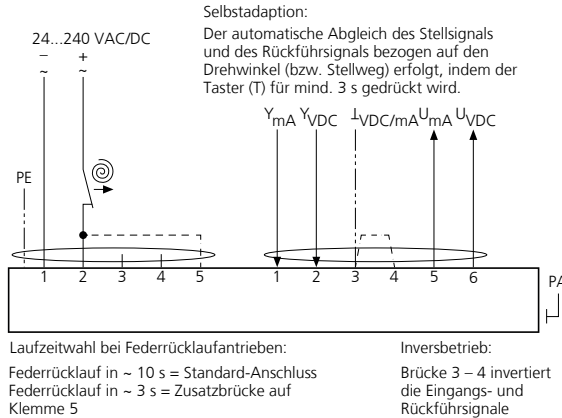 Selbstadaption:
Der automatische Abgleich des Stellsignals
und des Rückführsignals bezogen auf den
Drehwinkel (bzw. Stellweg) erfolgt, indem der
Taster (T) für mind. 3 s gedrückt wird.
24...240 VAC/DC
– +
~ ~
YmA YVDC ⊥VDC/mA UmA UVDC
PE
1 2 3 4 5 1 2 3 4 5 6
PA
Laufzeitwahl bei Federrücklaufantrieben:
Federrücklauf in ~ 10 s = Standard-Anschluss
Federrücklauf in ~ 3 s = Zusatzbrücke auf
Klemme 5
Inversbetrieb:
Brücke 3 – 4 invertiert
die Eingangs- und
Rückführsignale